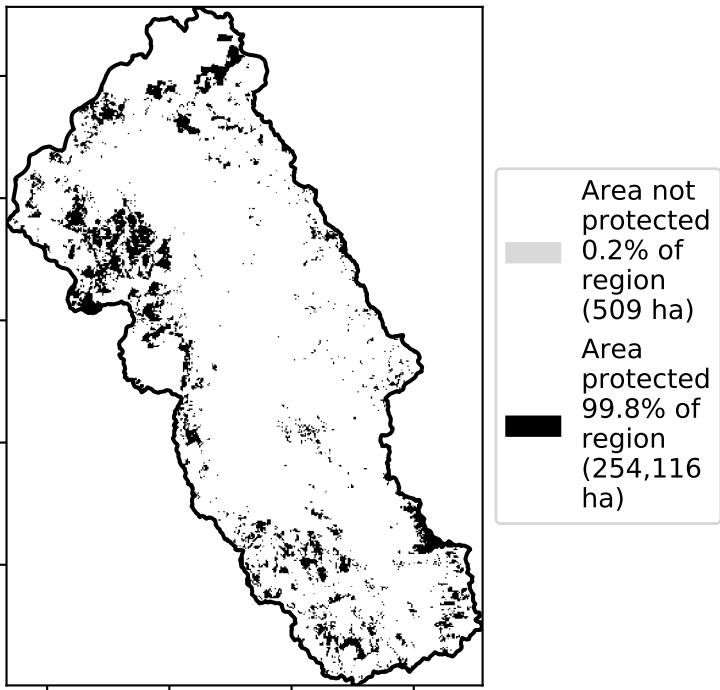 Area not
protected
0.2% of
region
(509 ha)
Area
protected
99.8% of
region
(254,116
ha)